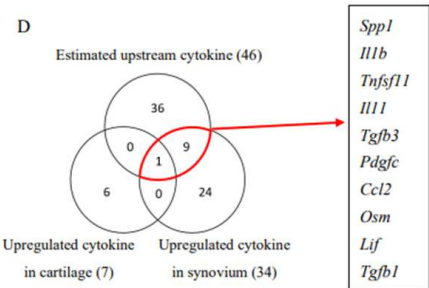 D
Estimated upstream cytokine (46)
36
0
9
1
6
0
24
Upregulated cytokine
in cartilage (7)
Upregulated cytokine
in synovium (34)
Spp1
Il1b
Tnfsf11
Il11
Tgfb3
Pdgfc
Ccl2
Osm
Lif
Tgfb1